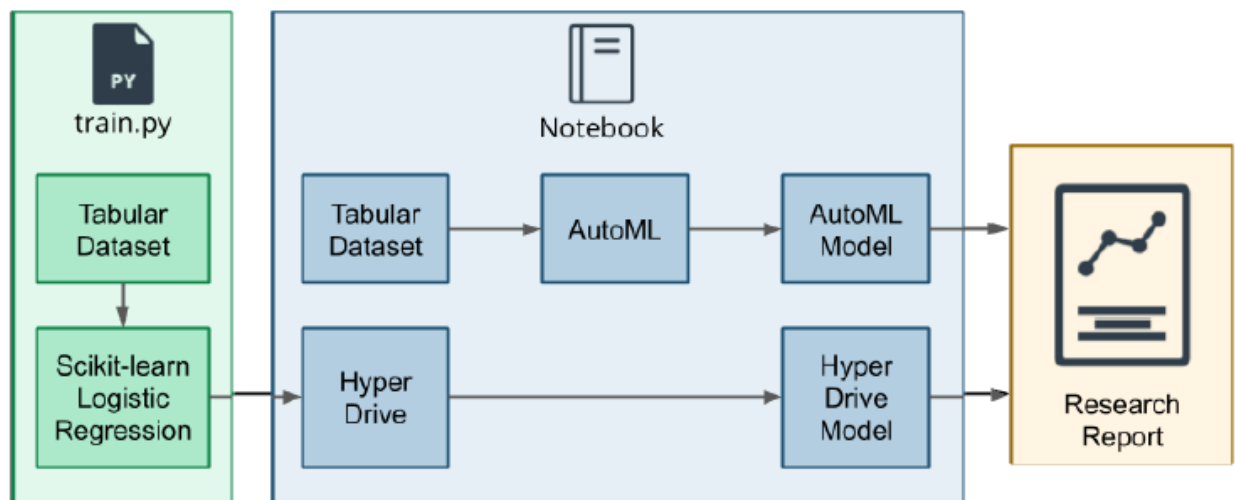 PY
train.py
Tabular
Dataset
Scikit-learn
Logistic
Regression
Notebook
Tabular
Dataset
AutoML
AutoML
Model
Hyper
Drive
Hyper
Drive
Model
Research
Report